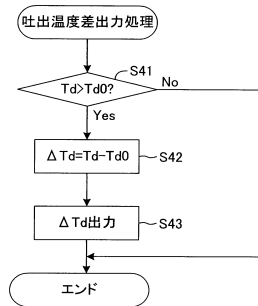 吐出温度差出力処理
S41
Td>Td0?
No
Yes
ΔTd=Td-Td0
S42
ΔTd出力
S43
エンド